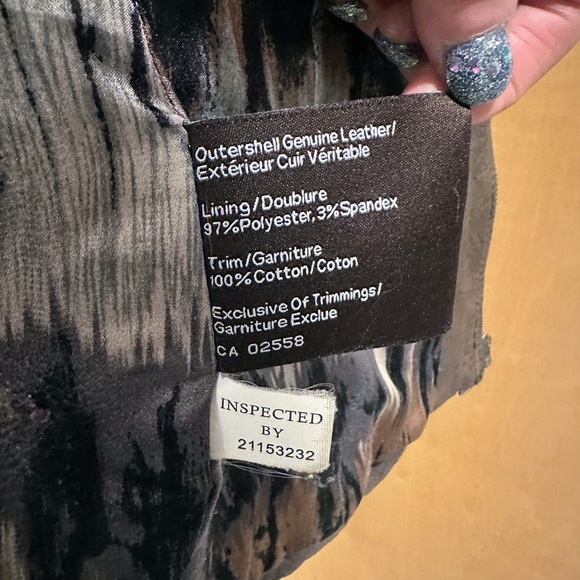 Outershell Genuine Leather/
Extérieur Cuir Véritable
Lining/Doublure
97%Polyester,3%Spandex
Trim/Garniture
100%Cotton/Coton
Exclusive Of Trimmings/
Garniture Exclue
CA 02558
INSPECTED
BY
21153232